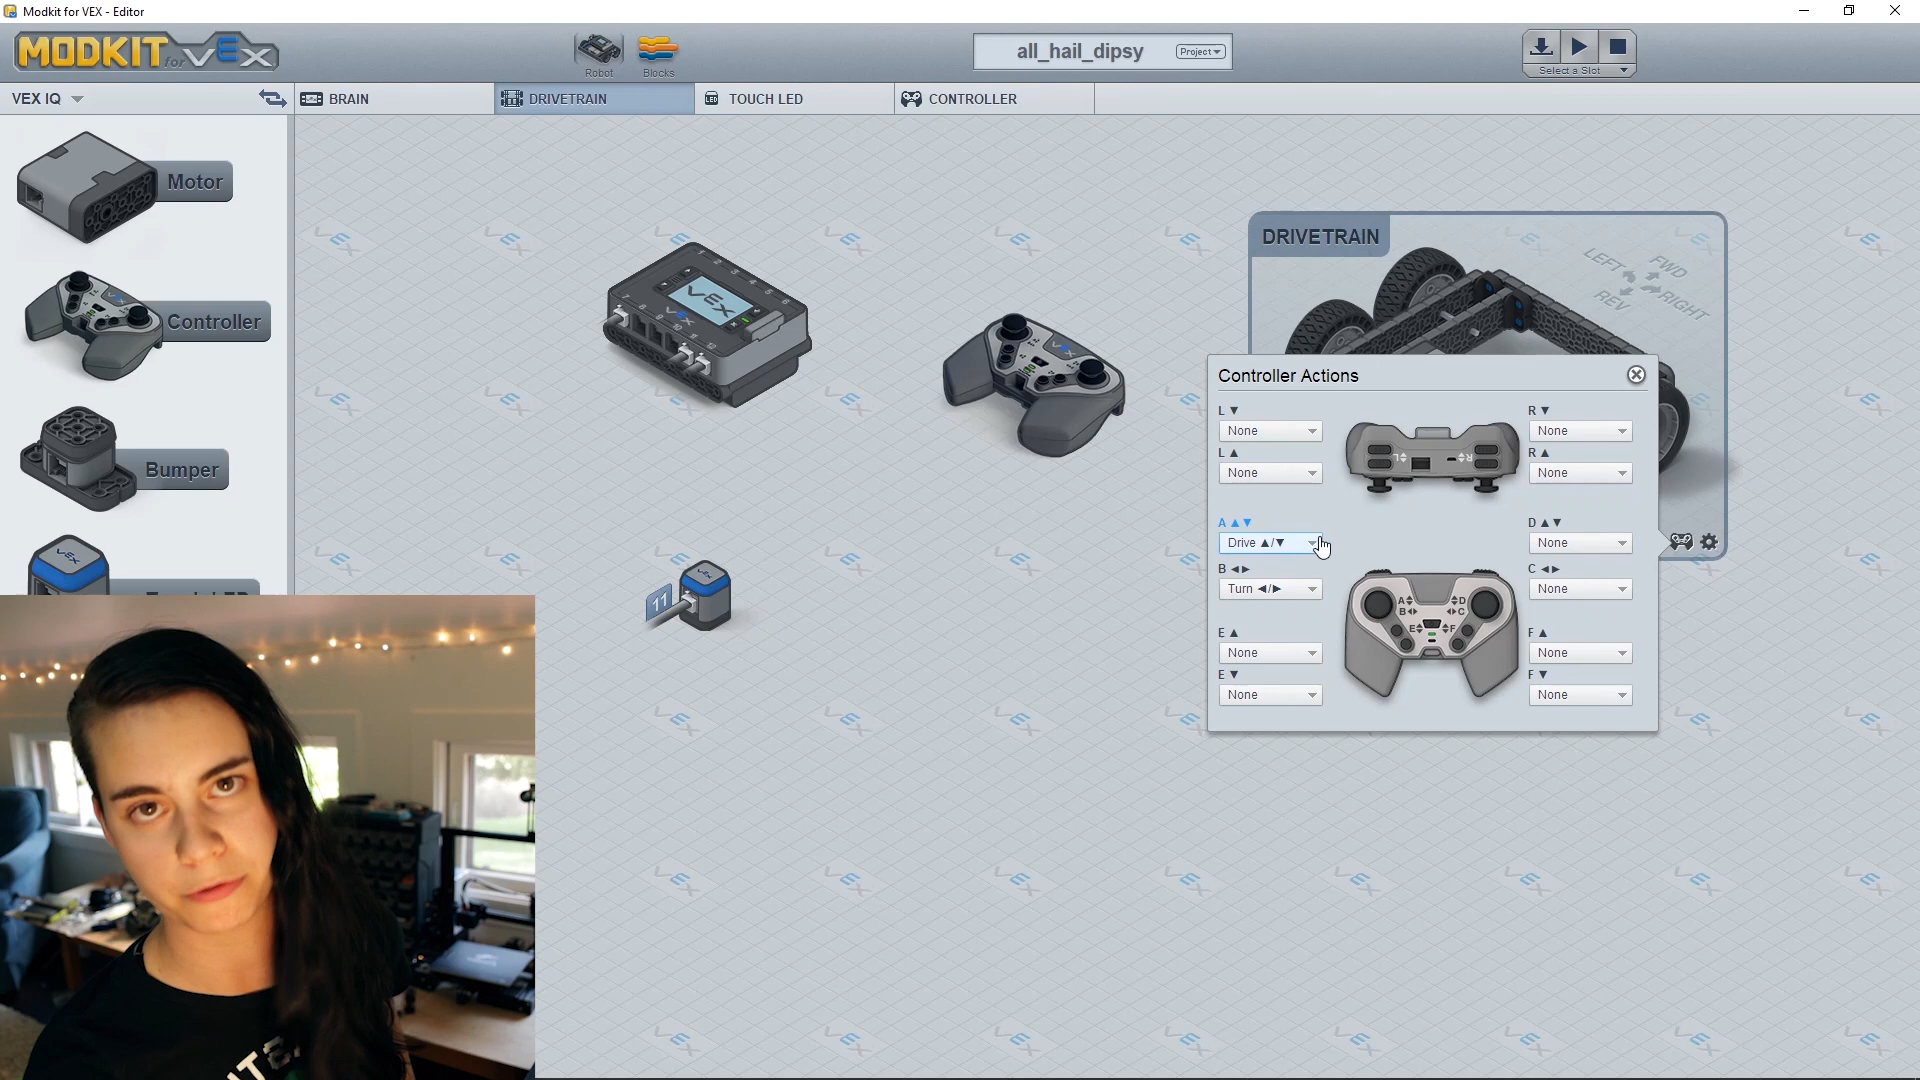 Modkit for VEX - Editor
MODKIT for VEX
Robot
Blocks
all_hail_dipsy
Project
Select a Slot
VEX IQ
BRAIN
DRIVETRAIN
TOUCH LED
CONTROLLER
Motor
Controller
Bumper
DRIVETRAIN
LEFT
FWD
REV
RIGHT
VEX
11
Controller Actions
L ▼
None
L ▲
None
R ▼
None
R ▲
None
A ▲▼
Drive ▲/▼
B ◀▶
Turn ◀/▶
D ▲▼
None
C ◀▶
None
E ▲
None
E ▼
None
F ▲
None
F ▼
None